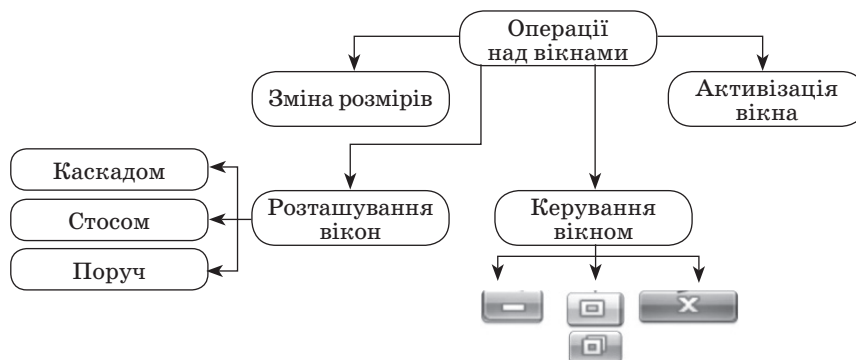 Операції
над вікнами
Зміна розмірів
Активізація
вікна
Каскадом
Стосом
Поруч
Розташування
вікон
Керування
вікном